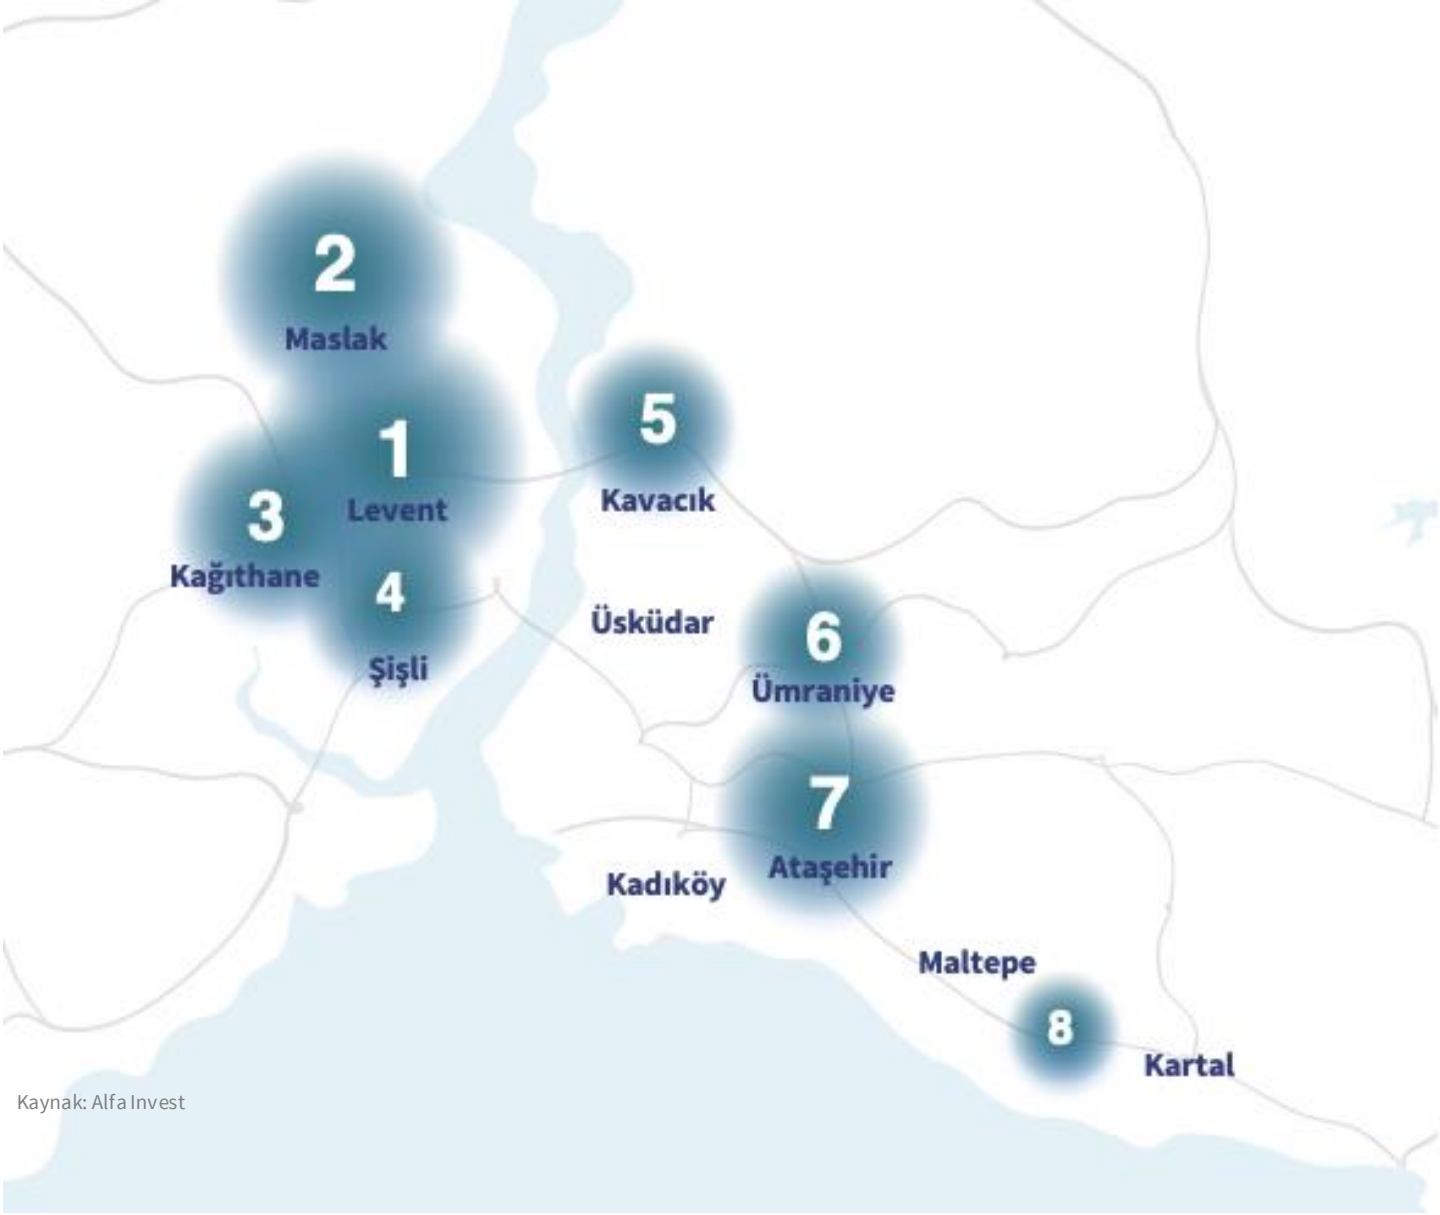 2
Maslak
1
Levent
5
Kavacık
3
Kağıthane
4
Şişli
Üsküdar
6
Ümraniye
7
Ataşehir
Kadıköy
Maltepe
8
Kartal
Kaynak: Alfa Invest